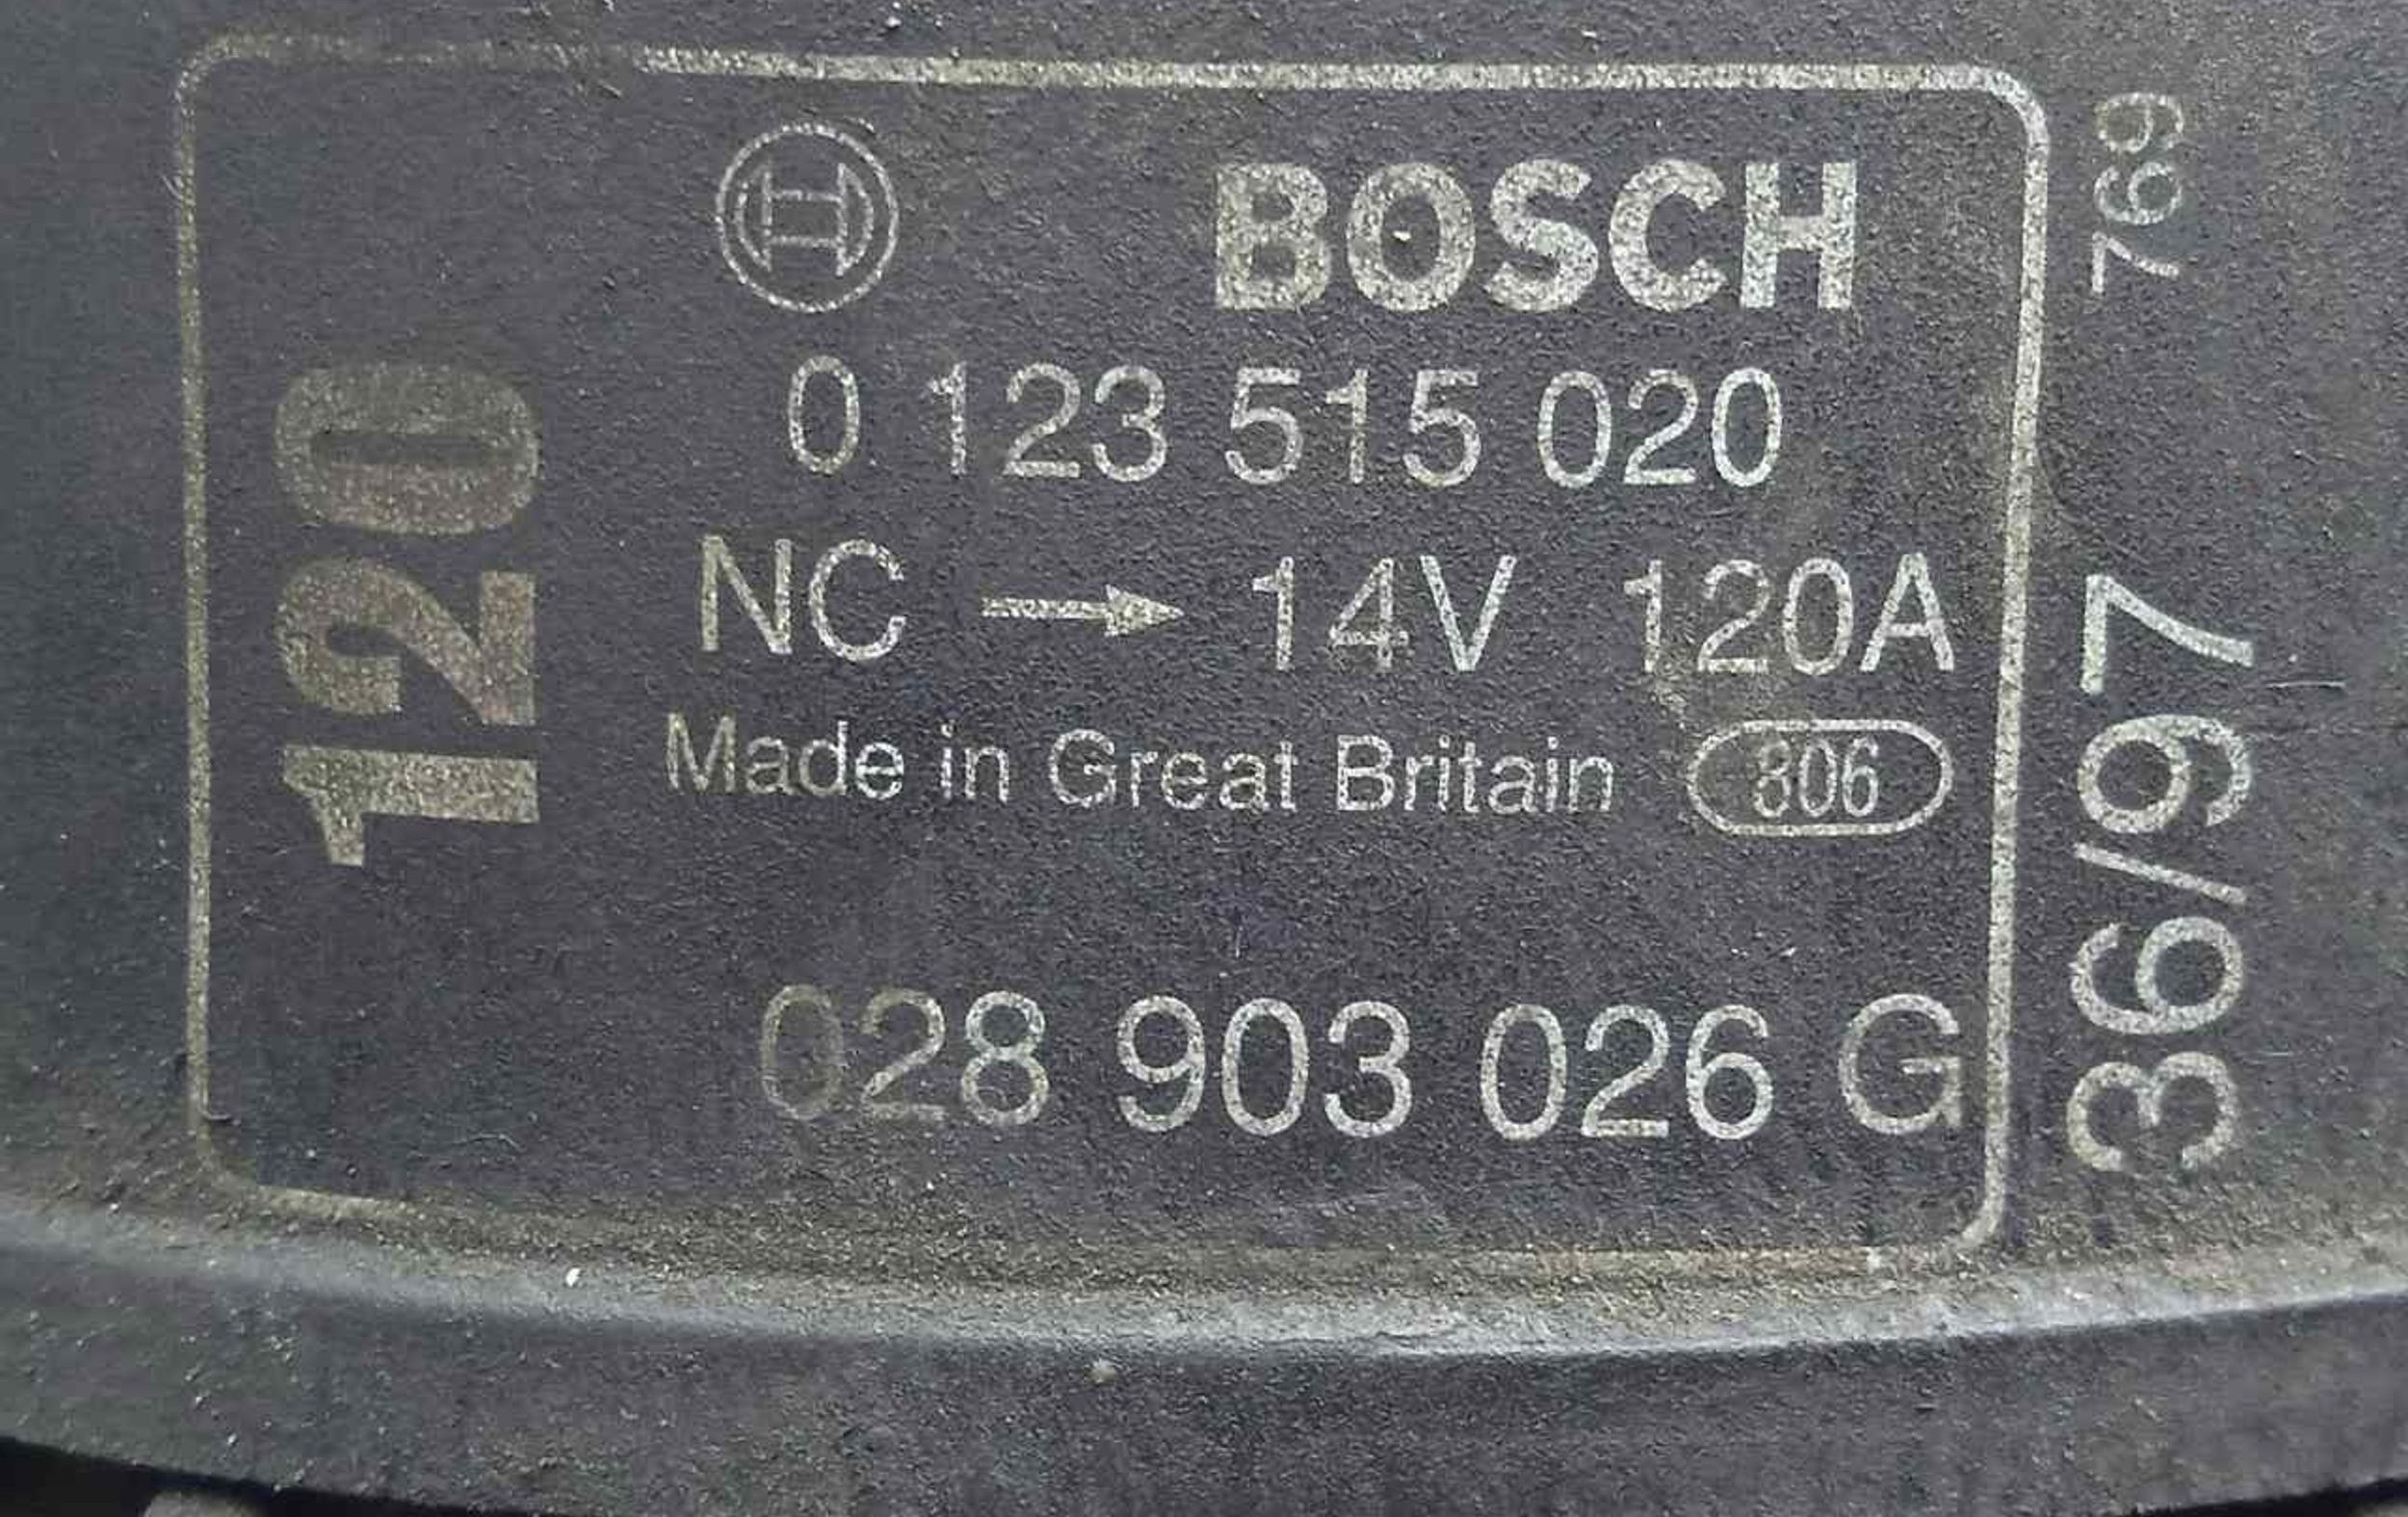 BOSCH
0 123 515 020
NC → 14V 120A
Made in Great Britain 806
028 903 026 G
120
36/97 769